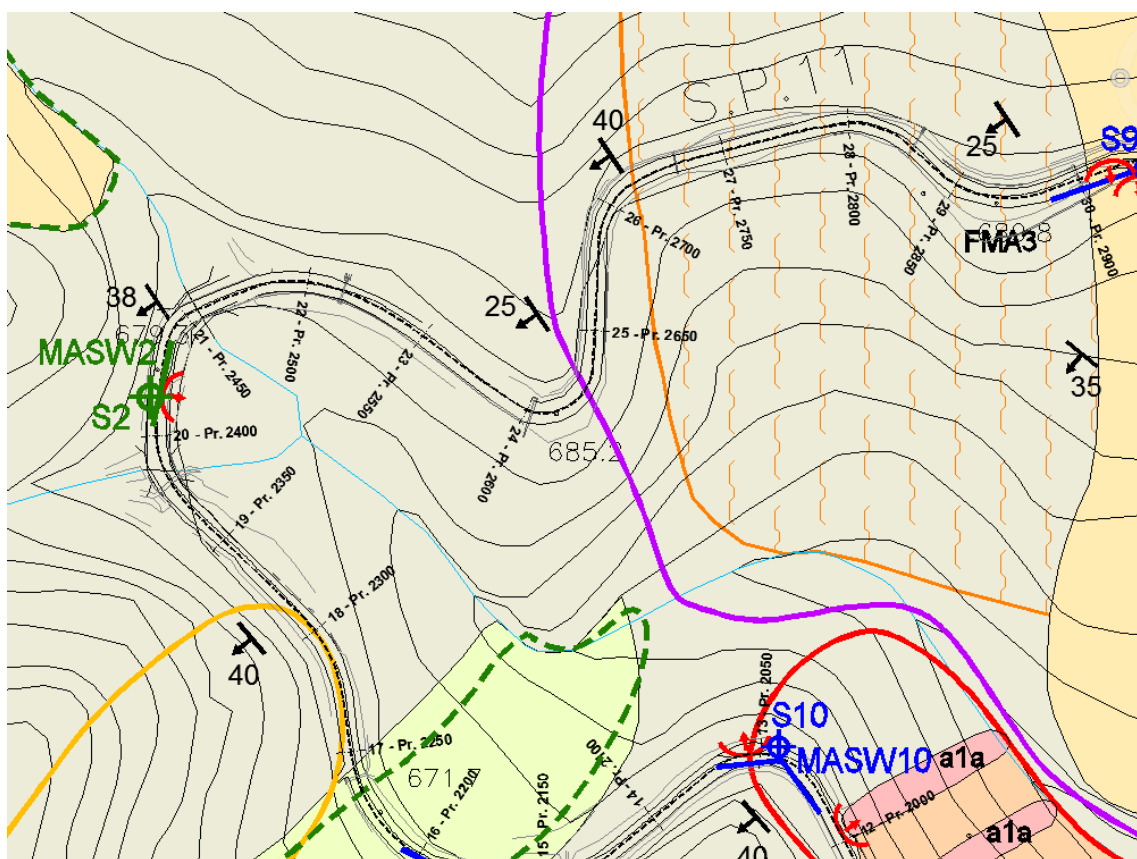 S.P.11
40
25
S9
27 - Pr. 2750
28 - Pr. 2800
29 - Pr. 2850
30 - Pr. 2900
26 - Pr. 2700
FMA3
38
25
25 - Pr. 2650
35
MASW2
S2
21 - Pr. 2450
22 - Pr. 2500
23 - Pr. 2550
24 - Pr. 2600
685.2
20 - Pr. 2400
19 - Pr. 2350
18 - Pr. 2300
40
17 - Pr. 2250
671.1
16 - Pr. 2200
15 - Pr. 2150
14 - Pr. 2100
13 - Pr. 2050
S10
MASW10
a1a
12 - Pr. 2000
a1a
40